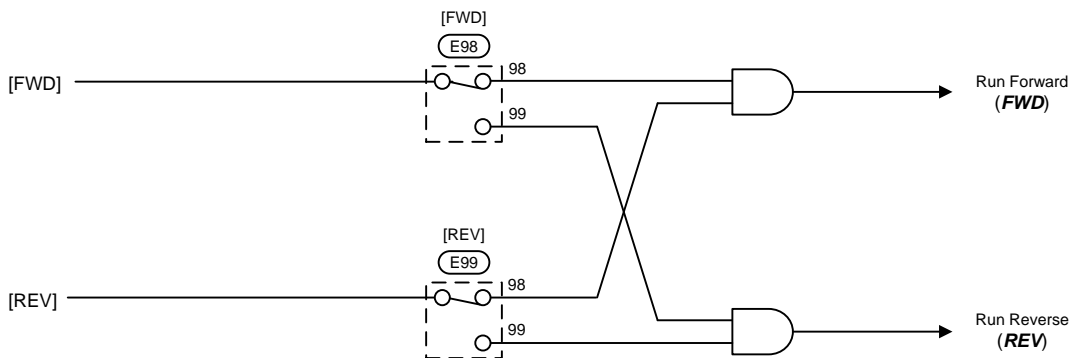 [FWD]
E98
[FWD]
98
99
Run Forward
(FWD)
[REV]
E99
[REV]
98
99
Run Reverse
(REV)